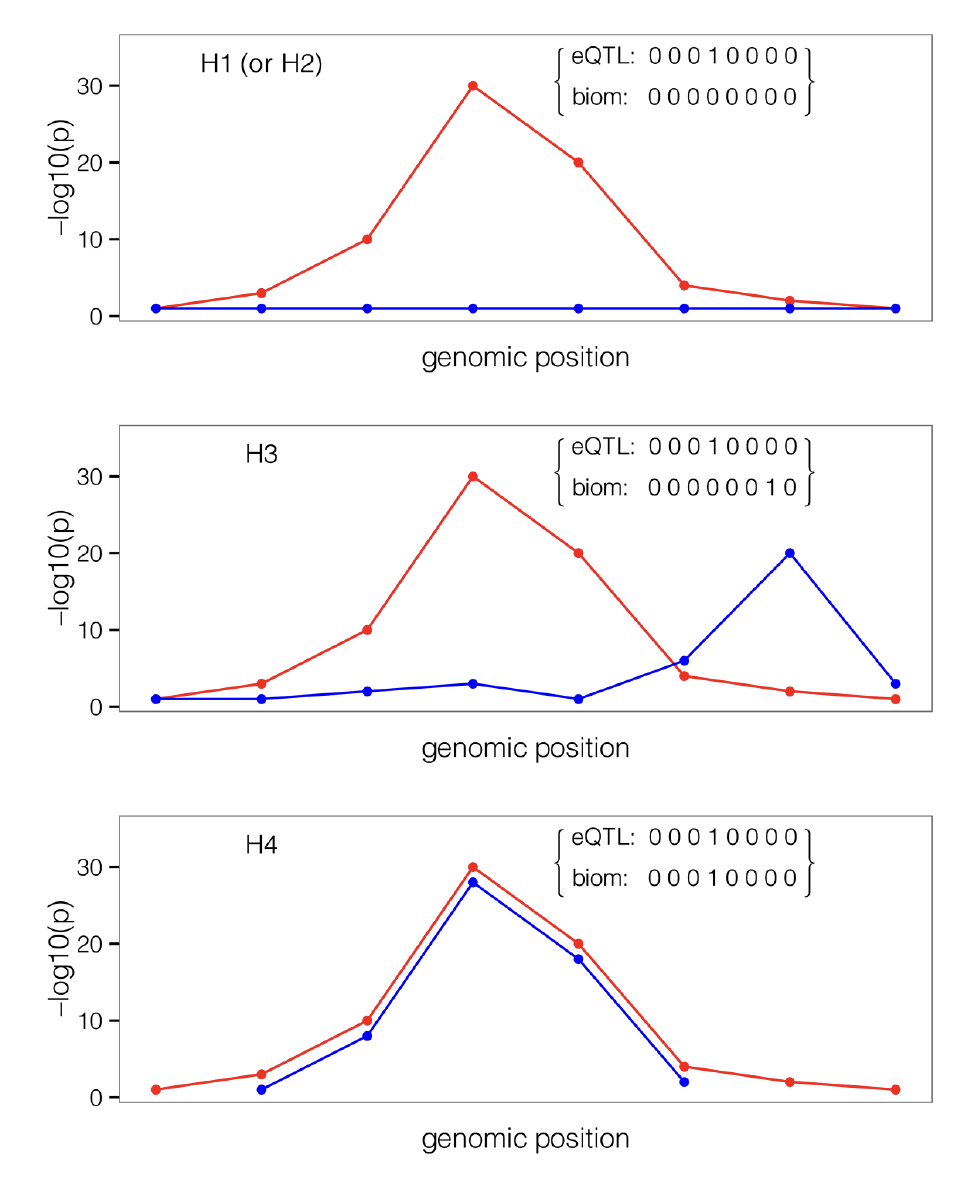 H1 (or H2)
eQTL: 0 0 0 1 0 0 0 0
biom: 0 0 0 0 0 0 0 0
30
20
10
0
−log10(p)
genomic position
H3
eQTL: 0 0 0 1 0 0 0 0
biom: 0 0 0 0 0 0 1 0
30
20
10
0
−log10(p)
genomic position
H4
eQTL: 0 0 0 1 0 0 0 0
biom: 0 0 0 1 0 0 0 0
30
20
10
0
−log10(p)
genomic position